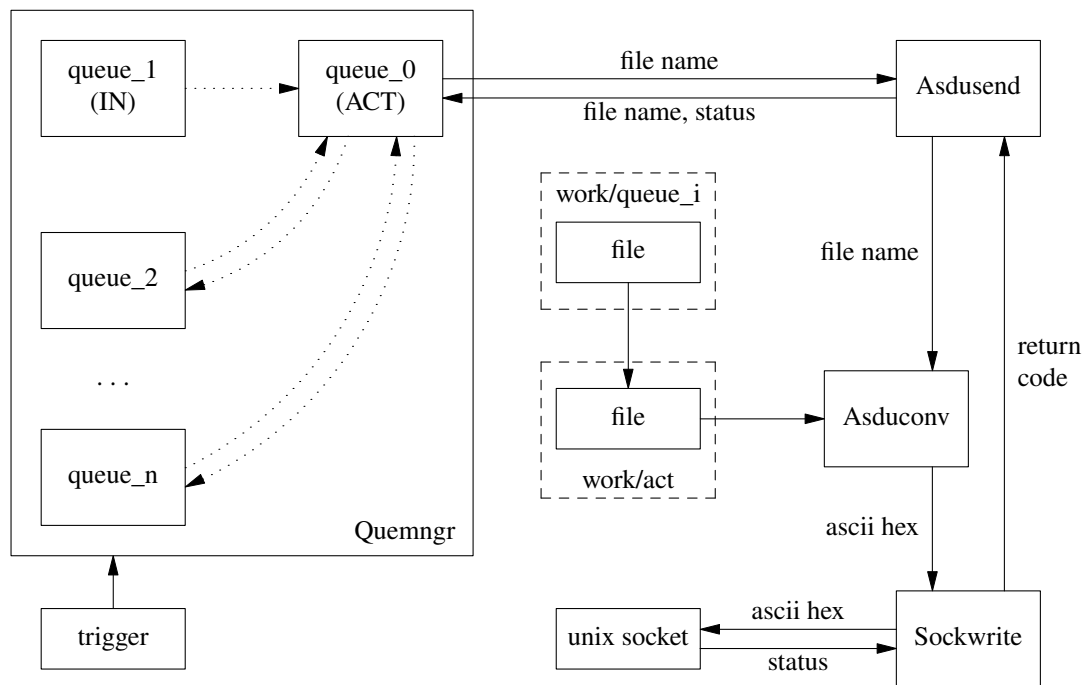 queue_1
(IN)
queue_0
(ACT)
file name
file name, status
Asdusend
work/queue_i
file
queue_2
file name
return
code
. . .
file
work/act
Asduconv
queue_n
Quemngr
ascii hex
trigger
unix socket
ascii hex
status
Sockwrite